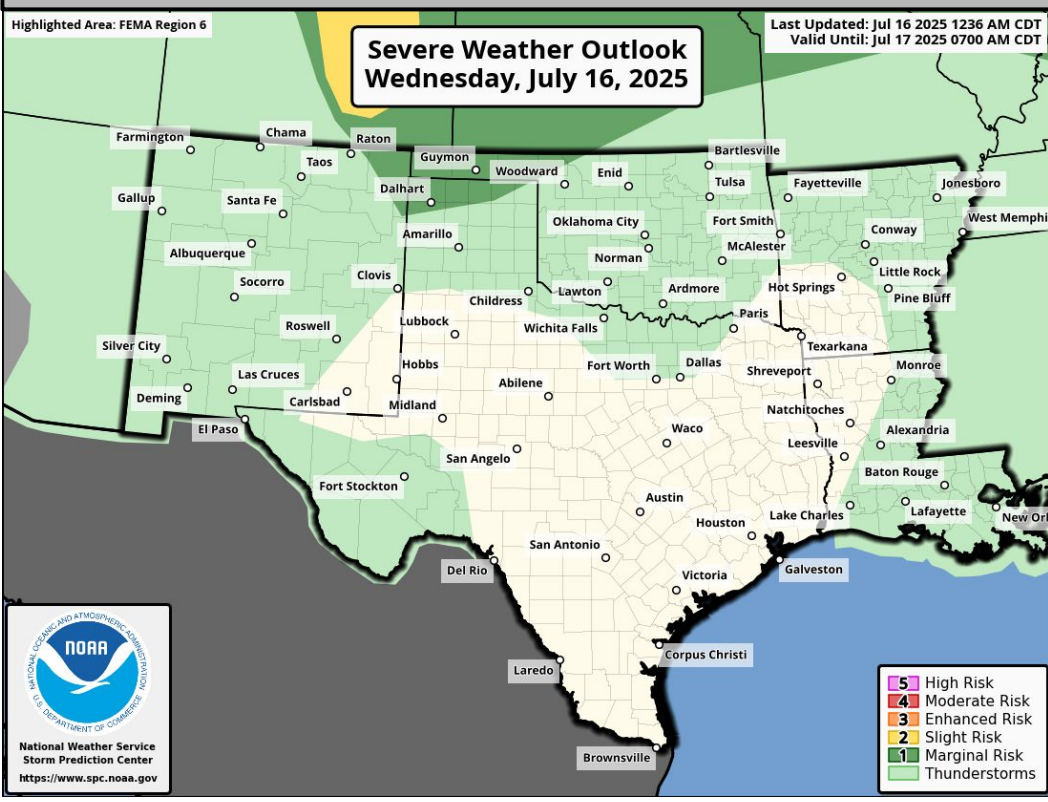 Highlighted Area: FEMA Region 6
Last Updated: Jul 16 2025 1236 AM CDT
Valid Until: Jul 17 2025 0700 AM CDT
Severe Weather Outlook
Wednesday, July 16, 2025
Farmington
Chama
Raton
Taos
Guymon
Woodward
Enid
Bartlesville
Tulsa
Fayetteville
Jonesboro
Gallup
Santa Fe
Dalhart
Oklahoma City
Fort Smith
West Memphi
Albuquerque
Amarillo
Norman
McAlester
Conway
Little Rock
Socorro
Clovis
Childress
Lawton
Ardmore
Hot Springs
Pine Bluff
Roswell
Lubbock
Wichita Falls
Paris
Texarkana
Silver City
Las Cruces
Hobbs
Fort Worth
Dallas
Shreveport
Monroe
Deming
Carlsbad
Midland
Abilene
Natchitoches
El Paso
Waco
Leesville
Alexandria
San Angelo
Fort Stockton
Baton Rouge
Austin
Lake Charles
Lafayette
New Orl
Houston
San Antonio
Del Rio
Victoria
Galveston
Laredo
Corpus Christi
Brownsville
NATIONAL OCEANIC AND ATMOSPHERIC ADMINISTRATION
NOAA
U.S. DEPARTMENT OF COMMERCE
National Weather Service
Storm Prediction Center
https://www.spc.noaa.gov
5 High Risk
4 Moderate Risk
3 Enhanced Risk
2 Slight Risk
1 Marginal Risk
Thunderstorms